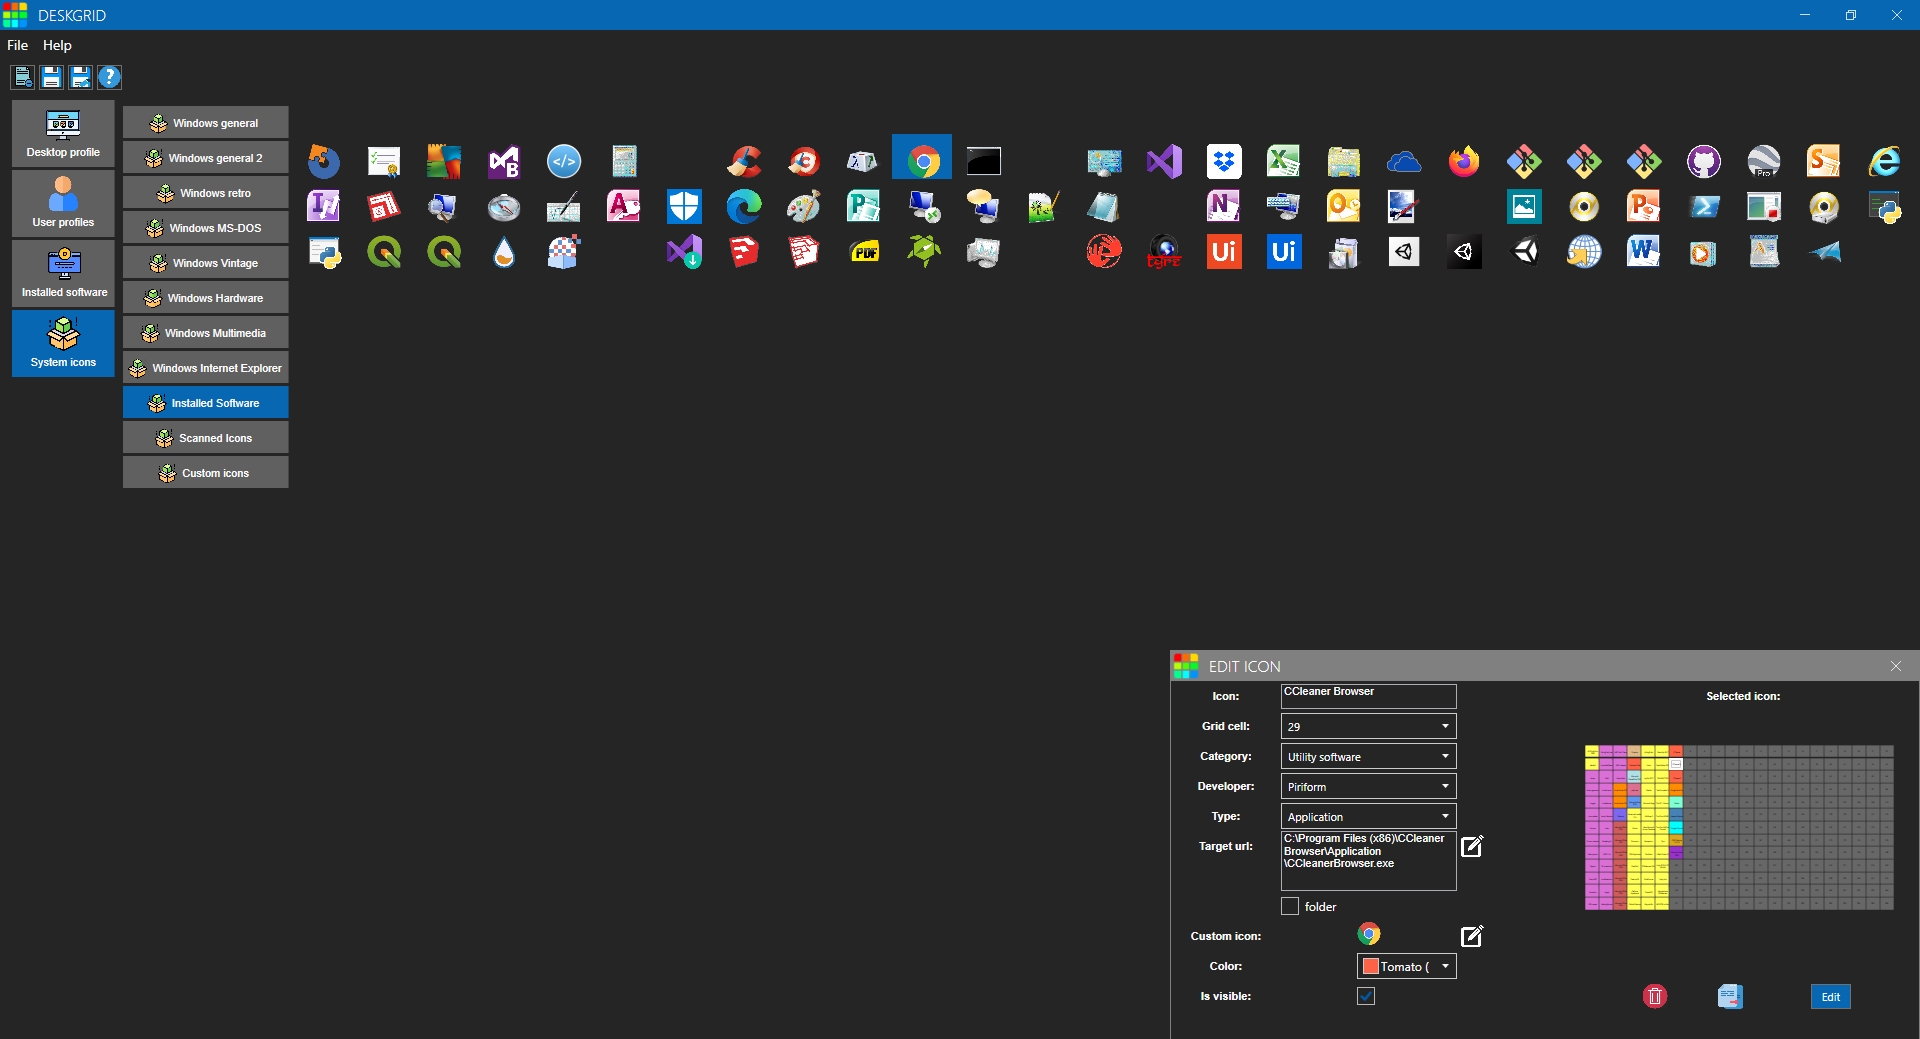 DESKGRID
File Help
Desktop profile
User profiles
Installed software
System icons
Windows general
Windows general 2
Windows retro
Windows MS-DOS
Windows Vintage
Windows Hardware
Windows Multimedia
Windows Internet Explorer
Installed Software
Scanned Icons
Custom icons
Pro
PDF
Ui
Ui
EDIT ICON
Icon:
CCleaner Browser
Selected icon:
Grid cell:
29
Category:
Utility software
Developer:
Piriform
Type:
Application
Target url:
C:\Program Files (x86)\CCleaner
Browser\Application
\CCleanerBrowser.exe
folder
Custom icon:
Color:
Tomato (
Is visible:
Edit